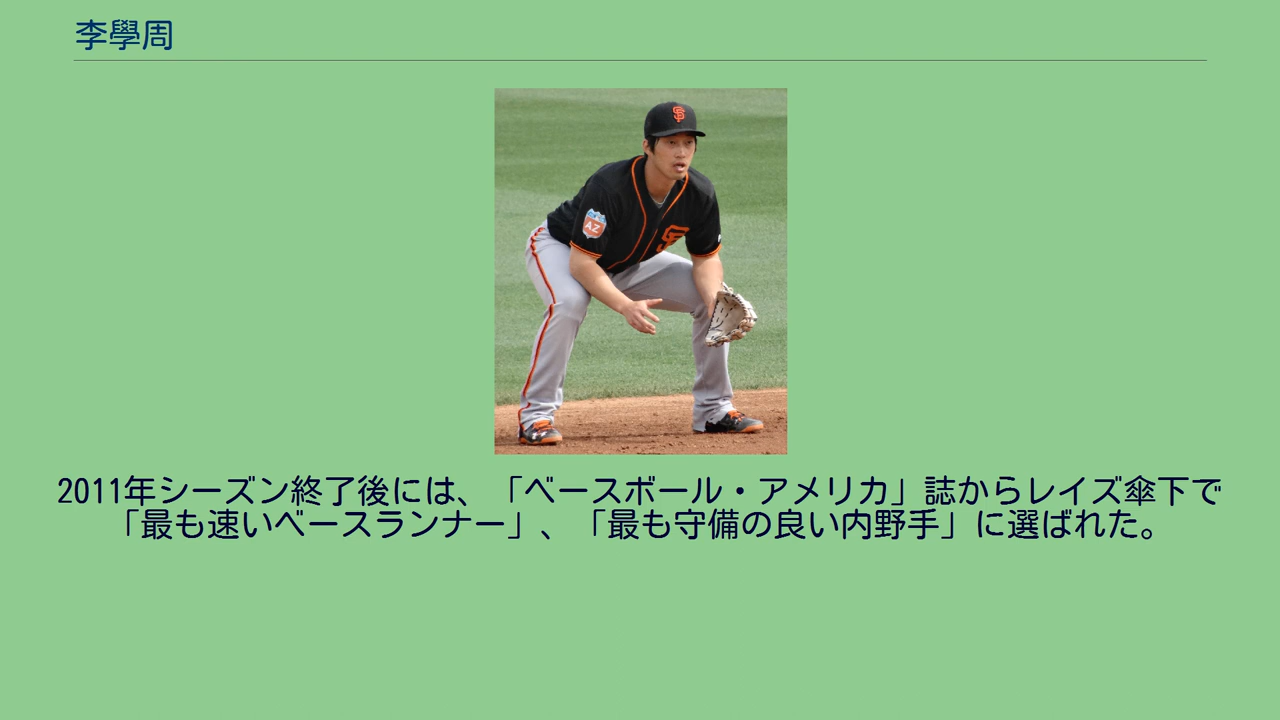 李學周
SF
AZ
SF
2011年シーズン終了後には、「ベースボール・アメリカ」誌からレイズ傘下で
「最も速いベースランナー」、「最も守備の良い内野手」に選ばれた。